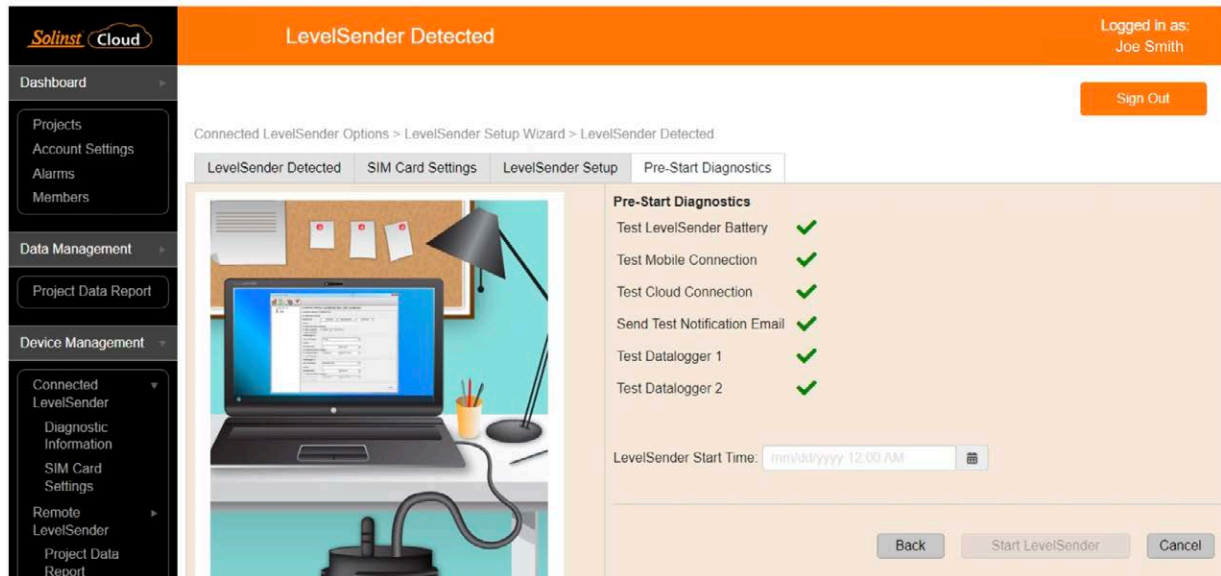 Solinst Cloud
LevelSender Detected
Logged in as:
Joe Smith
Sign Out
Dashboard
Projects
Account Settings
Alarms
Members
Data Management
Project Data Report
Device Management
Connected
LevelSender
Diagnostic
Information
SIM Card
Settings
Remote
LevelSender
Project Data
Report
Connected LevelSender Options > LevelSender Setup Wizard > LevelSender Detected
LevelSender Detected
SIM Card Settings
LevelSender Setup
Pre-Start Diagnostics
Pre-Start Diagnostics
Test LevelSender Battery
Test Mobile Connection
Test Cloud Connection
Send Test Notification Email
Test Datalogger 1
Test Datalogger 2
LevelSender Start Time: mm/dd/yyyy 12:00 AM
Back
Start LevelSender
Cancel